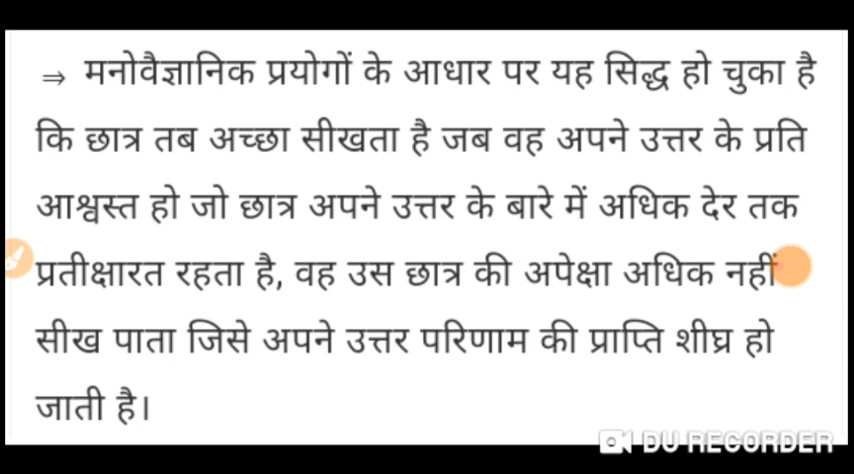 ⇒ मनोवैज्ञानिक प्रयोगों के आधार पर यह सिद्ध हो चुका है
कि छात्र तब अच्छा सीखता है जब वह अपने उत्तर के प्रति
आश्वस्त हो जो छात्र अपने उत्तर के बारे में अधिक देर तक
प्रतीक्षारत रहता है, वह उस छात्र की अपेक्षा अधिक नहीं
सीख पाता जिसे अपने उत्तर परिणाम की प्राप्ति शीघ्र हो
जाती है।
DU RECORDER